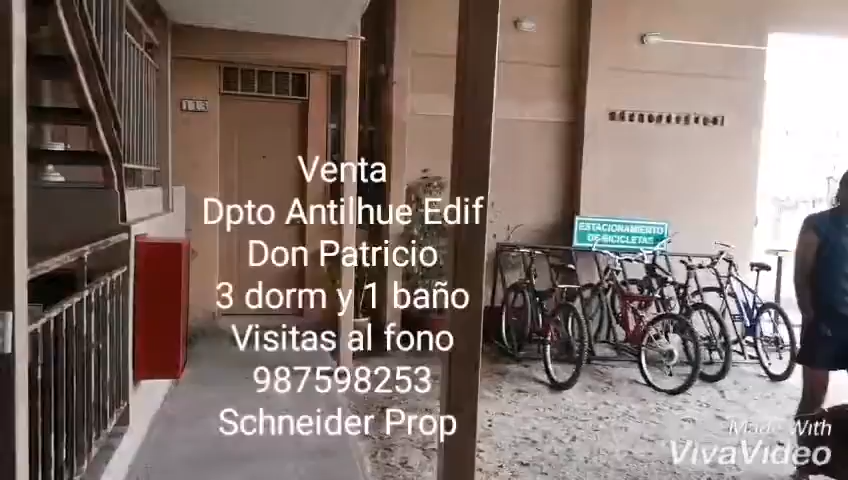 113
Venta
Dpto Antilhue Edif
Don Patricio
3 dorm y 1 baño
Visitas al fono
987598253
Schneider Prop
ESTACIONAMIENTO
DE BICICLETAS
Made With
VivaVideo